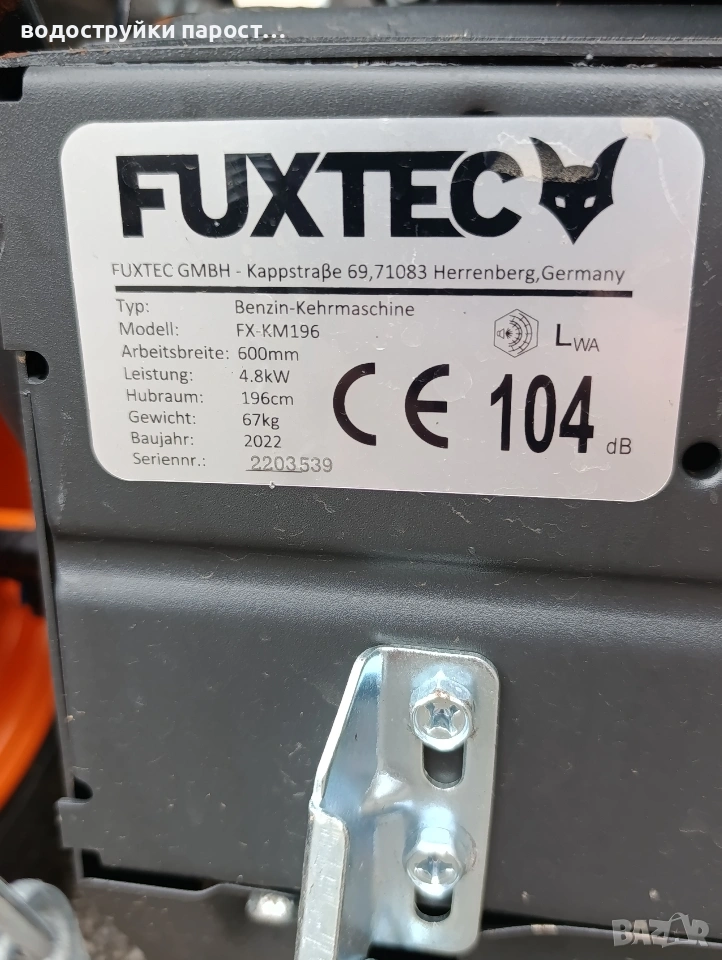 водоструйки парост...
FUXTEC
FUXTEC GMBH - Kappstraße 69,71083 Herrenberg,Germany
Typ: Benzin-Kehrmaschine
Modell: FX-KM196
Arbeitsbreite: 600mm
Leistung: 4.8kW
Hubraum: 196cm
Gewicht: 67kg
Baujahr: 2022
Seriennr.: 2203539
LWA
CE 104 dB
BAZAR